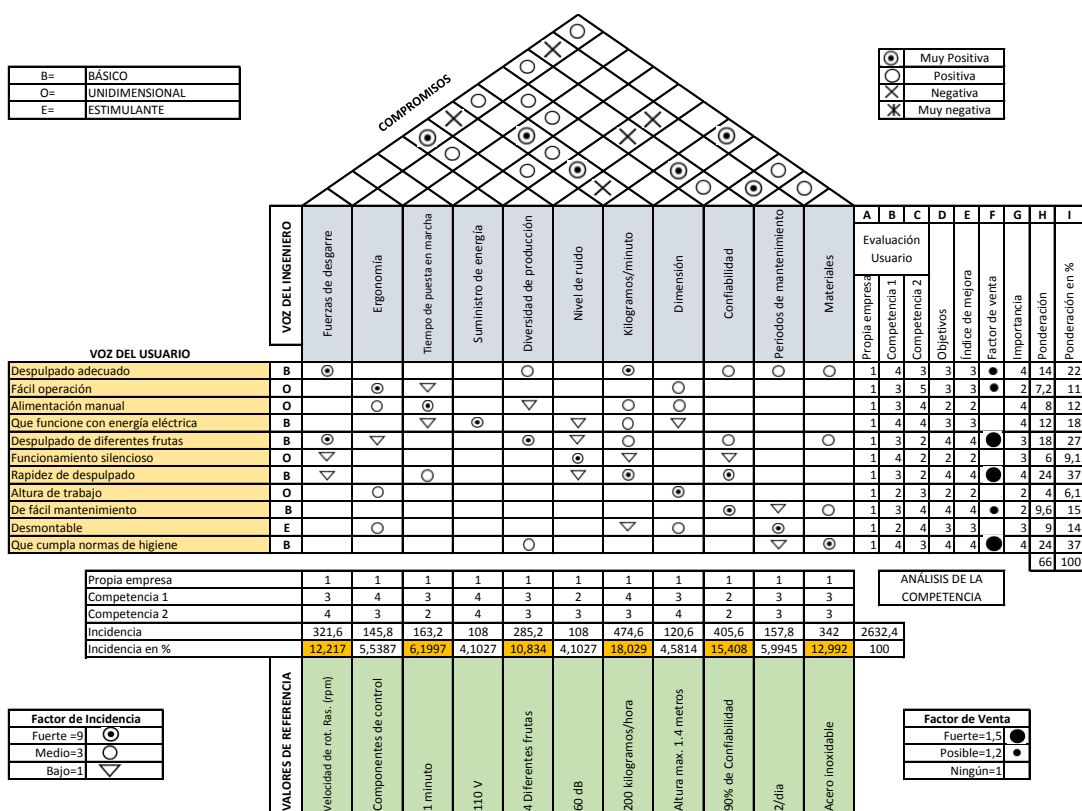 COMPROMISOS
B= BÁSICO
O= UNIDIMENSIONAL
E= ESTIMULANTE
Muy Positiva
Positiva
Negativa
Muy negativa
VOZ DEL USUARIO
VOZ DEL INGENIERO
Fuerzas de desgarre
Ergonomía
Tiempo de puesta en marcha
Suministro de energía
Diversidad de producción
Nivel de ruido
Kilogramos/minuto
Dimensión
Confiabilidad
Periodos de mantenimiento
Materiales
A B C D E F G H I
Evaluación
Usuario
Propia empresa
Competencia 1
Competencia 2
Objetivos
Índice de mejora
Factor de venta
Importancia
Ponderación
Ponderación en %
Despulpado adecuado B 1 4 3 3 3 4 14 22
Fácil operación O 1 3 5 3 3 2 7,2 11
Alimentación manual O 1 3 4 2 2 4 8 12
Que funcione con energía eléctrica B 1 4 4 3 3 4 12 18
Despulpado de diferentes frutas B 1 3 2 4 4 3 18 27
Funcionamiento silencioso O 1 4 2 2 2 3 6 9,1
Rapidez de despulpado B 1 3 2 4 4 4 24 37
Altura de trabajo O 1 2 3 2 2 2 4 6,1
De fácil mantenimiento B 1 3 4 4 4 2 9,6 15
Desmontable E 1 2 4 3 3 3 9 14
Que cumpla normas de higiene B 1 4 3 4 4 4 24 37
66 100
Propia empresa 1 1 1 1 1 1 1 1 1 1 1
Competencia 1 3 4 3 4 3 2 4 3 2 3 3
Competencia 2 4 3 2 4 3 3 3 4 2 3 3
Incidencia 321,6 145,8 163,2 108 285,2 108 474,6 120,6 405,6 157,8 342 2632,4
Incidencia en % 12,217 5,5387 6,1997 4,1027 10,834 4,1027 18,029 4,5814 15,408 5,9945 12,992 100
ANÁLISIS DE LA
COMPETENCIA
VALORES DE REFERENCIA
Velocidad de rot. Ras. (rpm)
Componentes de control
1 minuto
110 V
4 Diferentes frutas
60 dB
200 kilogramos/hora
Altura max. 1.4 metros
90% de Confiabilidad
2/dia
Acero inoxidable
Factor de Incidencia
Fuerte =9
Medio=3
Bajo=1
Factor de Venta
Fuerte=1,5
Posible=1,2
Ningún=1